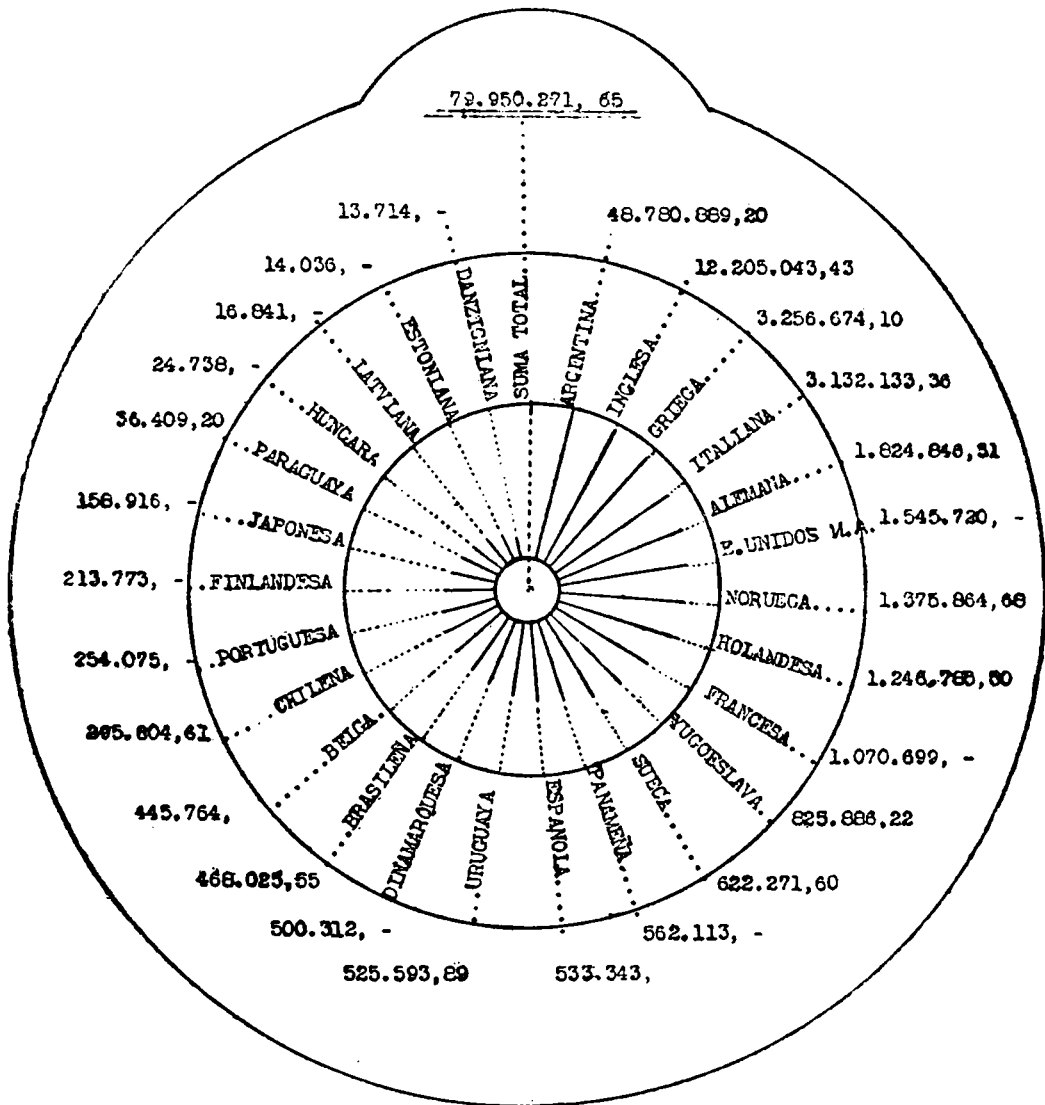 79.950.271, 65
SUMA TOTAL
48.780.889,20
ARGENTINA
12.205.043,43
INGLESA
3.256.674,10
GRIEGA
3.132.133,36
ITALIANA
1.824.846,31
ALEMANA
1.545.720, -
E.UNIDOS N.A.
1.375.864,68
NORUEGA
1.246.785,50
HOLANDESA
1.070.699, -
FRANCESA
825.886,22
YUGOESLAVA
622.271,60
SUECA
562.113, -
PANAMEÑA
533.343,
ESPAÑOLA
525.593,89
URUGUAYA
500.312, -
DINAMARQUESA
468.025,55
BRASILEÑA
445.764,
BELGA
295.804,61
CHILENA
254.075, -
PORTUGUESA
213.773, -
FINLANDESA
158.916, -
JAPONESA
36.409,20
PARAGUAYA
24.738, -
HUNGARA
16.841, -
LATVIANA
14.036, -
ESTONIANA
13.714, -
DANZIGNIANA